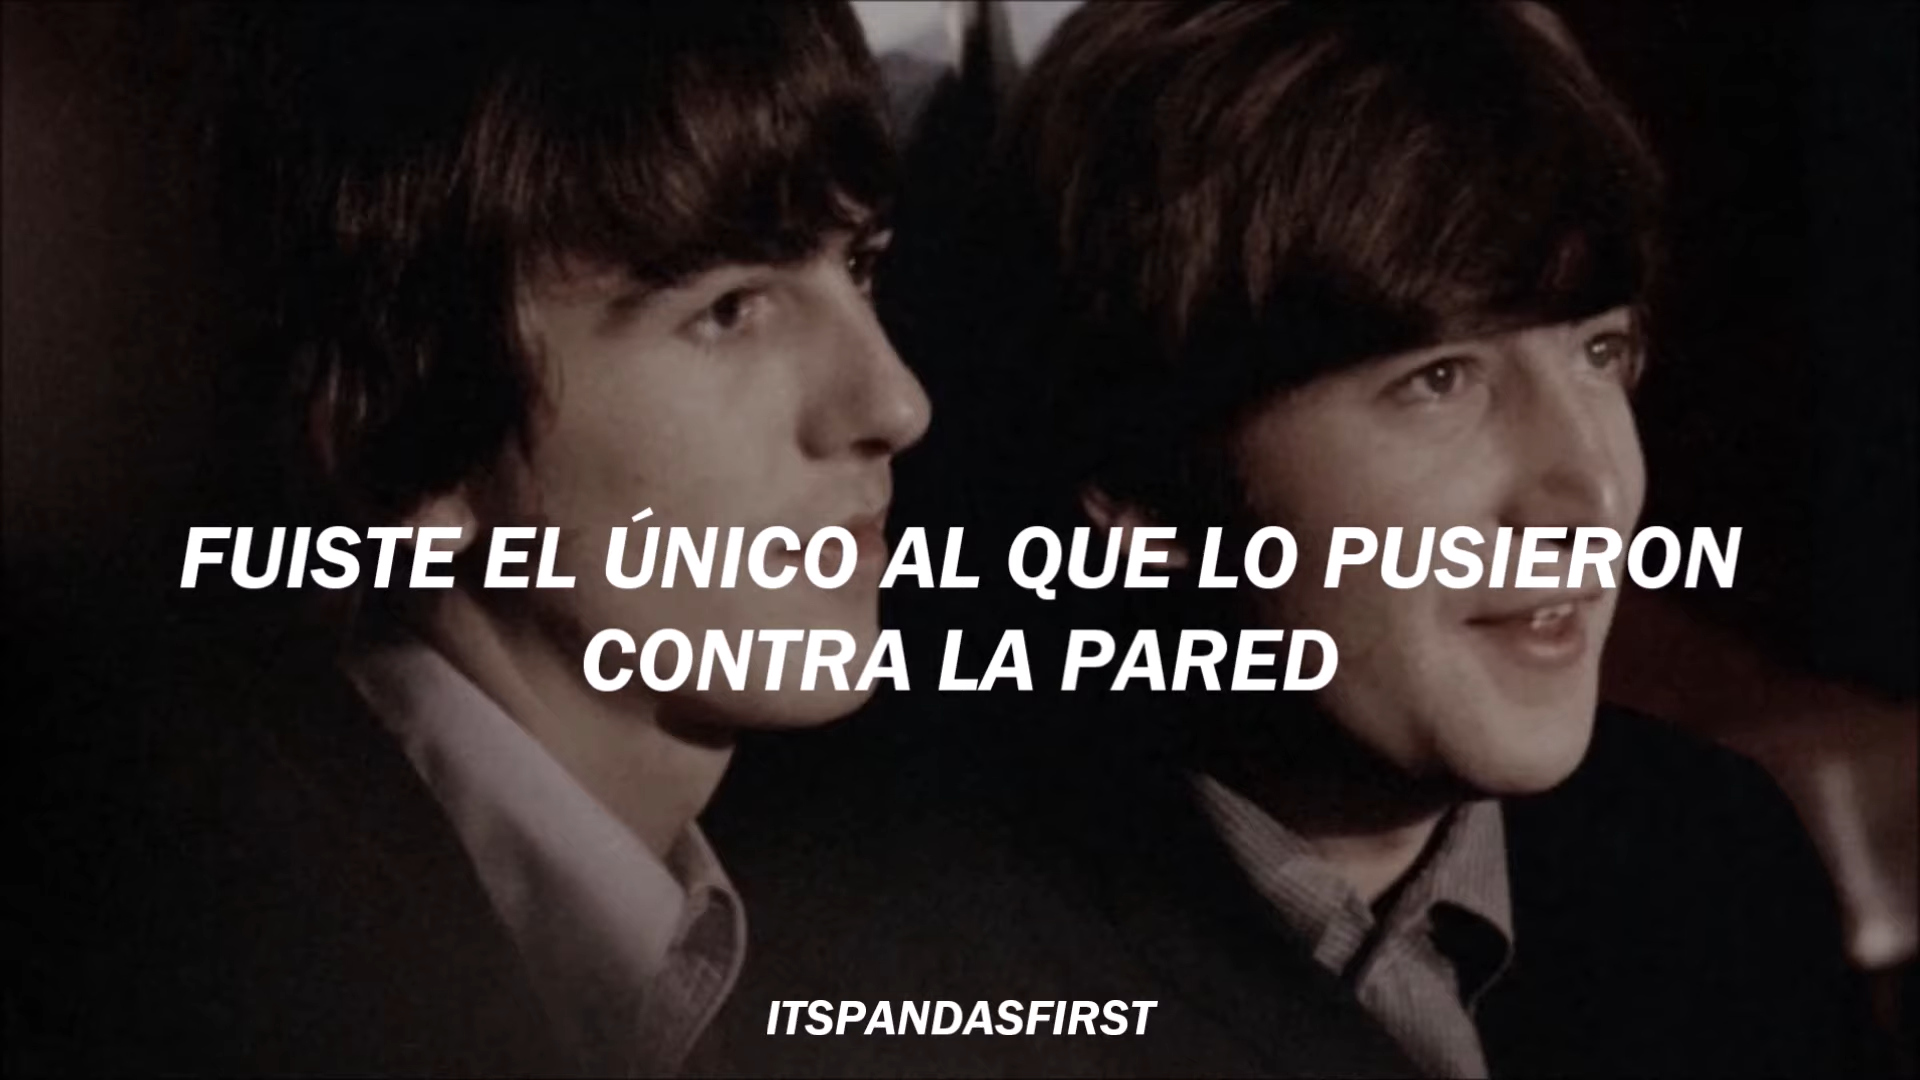 FUISTE EL ÚNICO AL QUE LO PUSIERON
CONTRA LA PARED
ITSPANDASFIRST